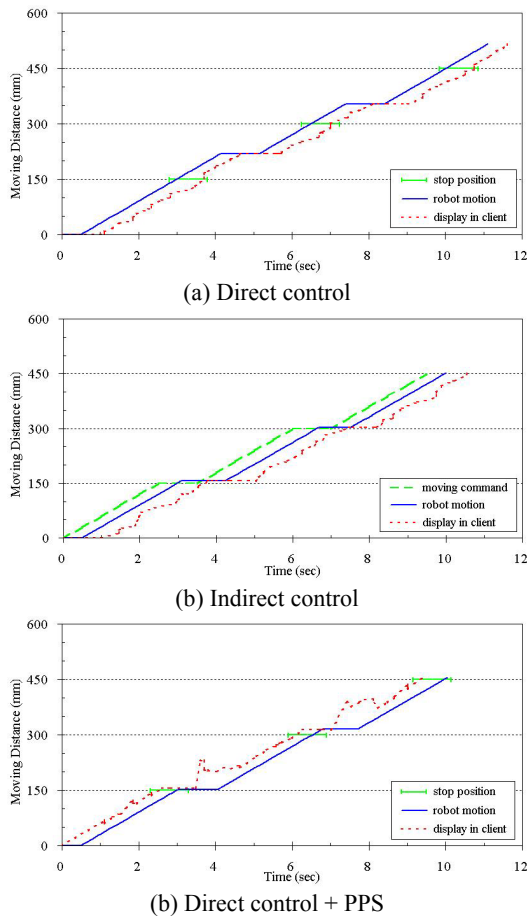 600
450
300
150
0
Moving Distance (mm)
0 2 4 6 8 10 12
Time (sec)
stop position
robot motion
display in client
(a) Direct control
600
450
300
150
0
Moving Distance (mm)
0 2 4 6 8 10 12
Time (sec)
moving command
robot motion
display in client
(b) Indirect control
600
450
300
150
0
Moving Distance (mm)
0 2 4 6 8 10 12
Time (sec)
stop position
robot motion
display in client
(b) Direct control + PPS